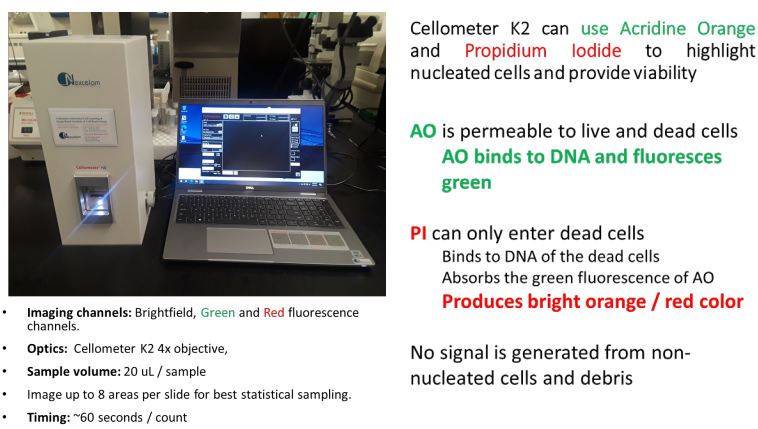 Nexcelom
Cellometer K2
DELL
• Imaging channels: Brightfield, Green and Red fluorescence
channels.
• Optics: Cellometer K2 4x objective,
• Sample volume: 20 uL / sample
• Image up to 8 areas per slide for best statistical sampling.
• Timing: ~60 seconds / count
Cellometer K2 can use Acridine Orange
and Propidium Iodide to highlight
nucleated cells and provide viability
AO is permeable to live and dead cells
AO binds to DNA and fluoresces
green
PI can only enter dead cells
Binds to DNA of the dead cells
Absorbs the green fluorescence of AO
Produces bright orange / red color
No signal is generated from non-
nucleated cells and debris